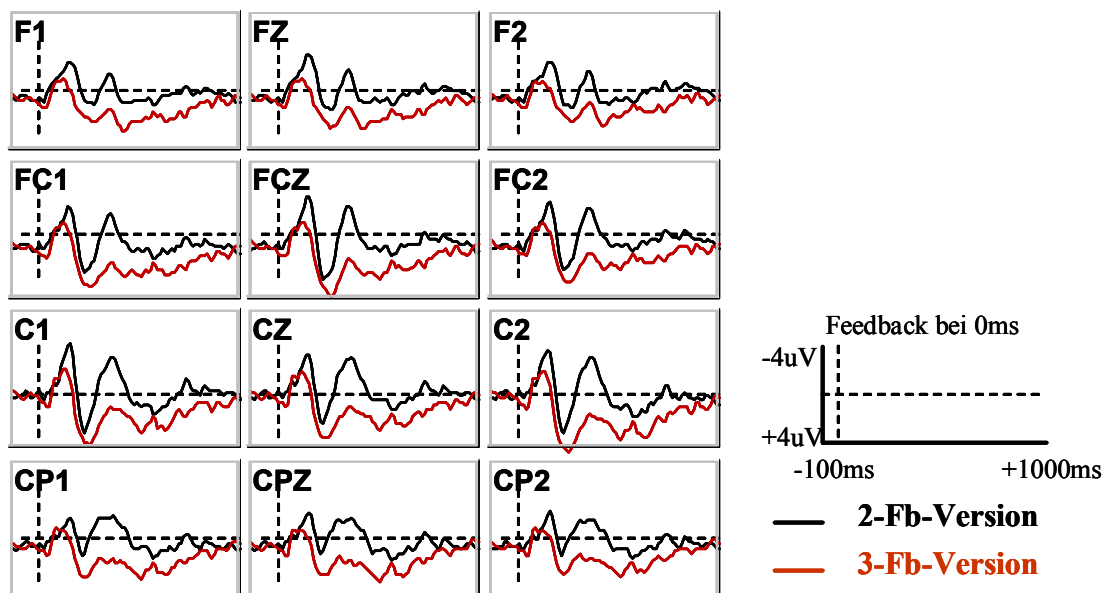 F1
FZ
F2
FC1
FCZ
FC2
C1
CZ
C2
CP1
CPZ
CP2
Feedback bei 0ms
-4uV
+4uV
-100ms
+1000ms
2-Fb-Version
3-Fb-Version